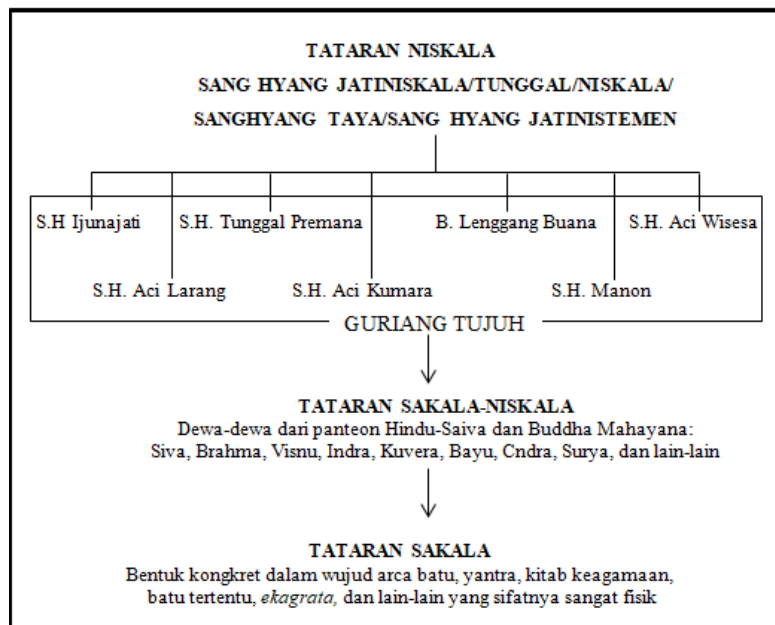 TATARAN NISKALA
SANG HYANG JATINISKALA/TUNGGAL/NISKALA/
SANGHYANG TAYA/SANG HYANG JATINISTEMEN
S.H Ijunajati S.H. Tunggal Premana B. Lenggang Buana S.H. Aci Wisesa
S.H. Aci Larang S.H. Aci Kumara S.H. Manon
GURIANG TUJUH
TATARAN SAKALA-NISKALA
Dewa-dewa dari panteon Hindu-Saiva dan Buddha Mahayana:
Siva, Brahma, Visnu, Indra, Kuvera, Bayu, Cndra, Surya, dan lain-lain
TATARAN SAKALA
Bentuk kongkret dalam wujud arca batu, yantra, kitab keagamaan,
batu tertentu, ekagrata, dan lain-lain yang sifatnya sangat fisik